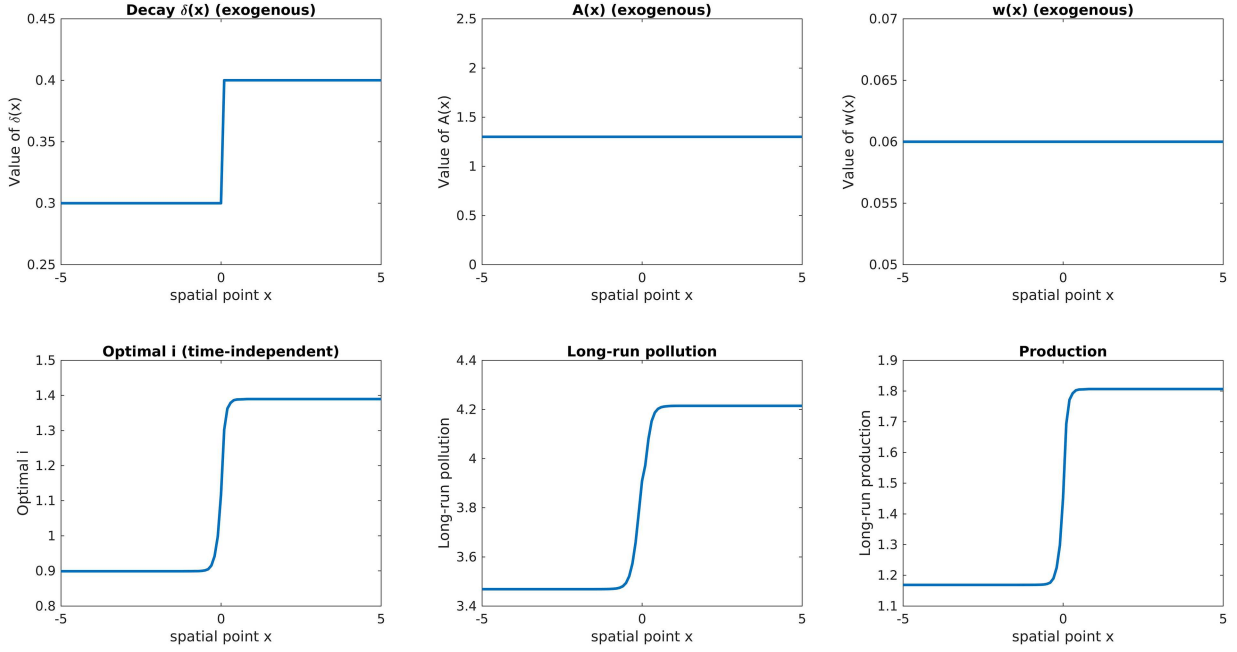 Decay δ(x) (exogenous)
0.45
0.4
0.35
0.3
0.25
Value of δ(x)
-5 0 5
spatial point x
A(x) (exogenous)
2.5
2
1.5
1
0.5
0
Value of A(x)
-5 0 5
spatial point x
w(x) (exogenous)
0.07
0.065
0.06
0.055
0.05
Value of w(x)
-5 0 5
spatial point x
Optimal i (time-independent)
1.5
1.4
1.3
1.2
1.1
1
0.9
0.8
Optimal i
-5 0 5
spatial point x
Long-run pollution
4.4
4.2
4
3.8
3.6
3.4
Long-run pollution
-5 0 5
spatial point x
Production
1.9
1.8
1.7
1.6
1.5
1.4
1.3
1.2
1.1
Long-run production
-5 0 5
spatial point x